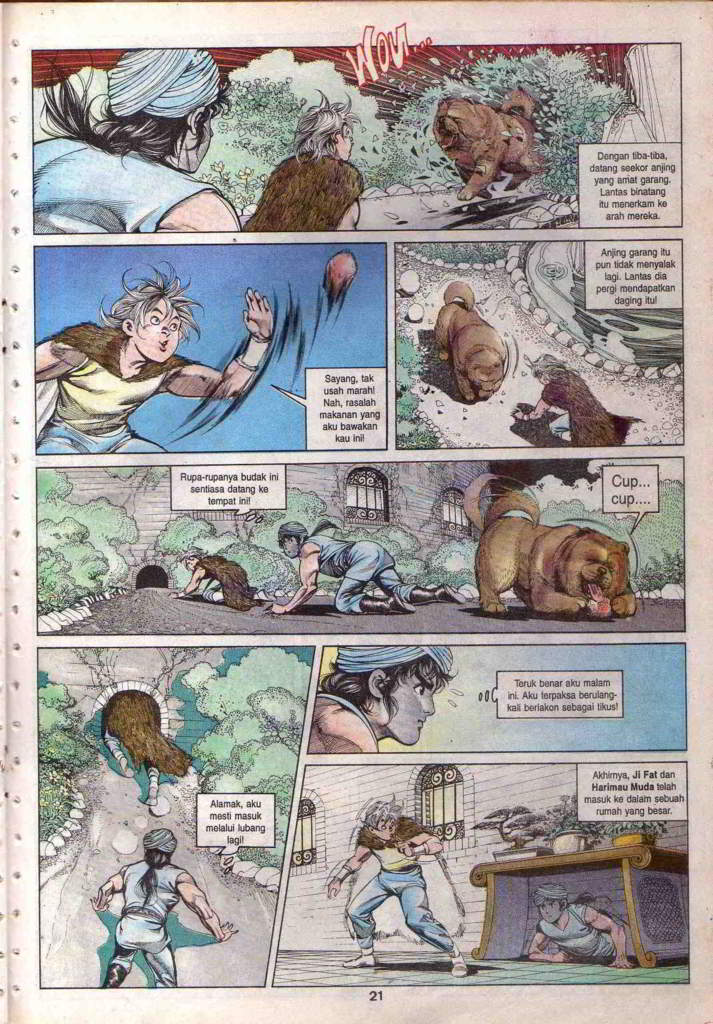 WOU...
Dengan tiba-tiba,
datang seekor anjing
yang amat garang.
Lantas binatang
itu menerkam ke
arah mereka.
Sayang, tak
usah marah!
Nah, rasalah
makanan yang
aku bawakan
kau ini!
Anjing garang itu
pun tidak menyalak
lagi. Lantas dia
pergi mendapatkan
daging itu!
Rupa-rupanya budak ini
sentiasa datang ke
tempat ini!
Cup...
cup....
Alamak, aku
mesti masuk
melalui lubang
lagi!
Teruk benar aku malam
ini. Aku terpaksa berulang-
kali berlakon sebagai tikus!
Akhirnya, Ji Fat dan
Harimau Muda telah
masuk ke dalam sebuah
rumah yang besar.
21